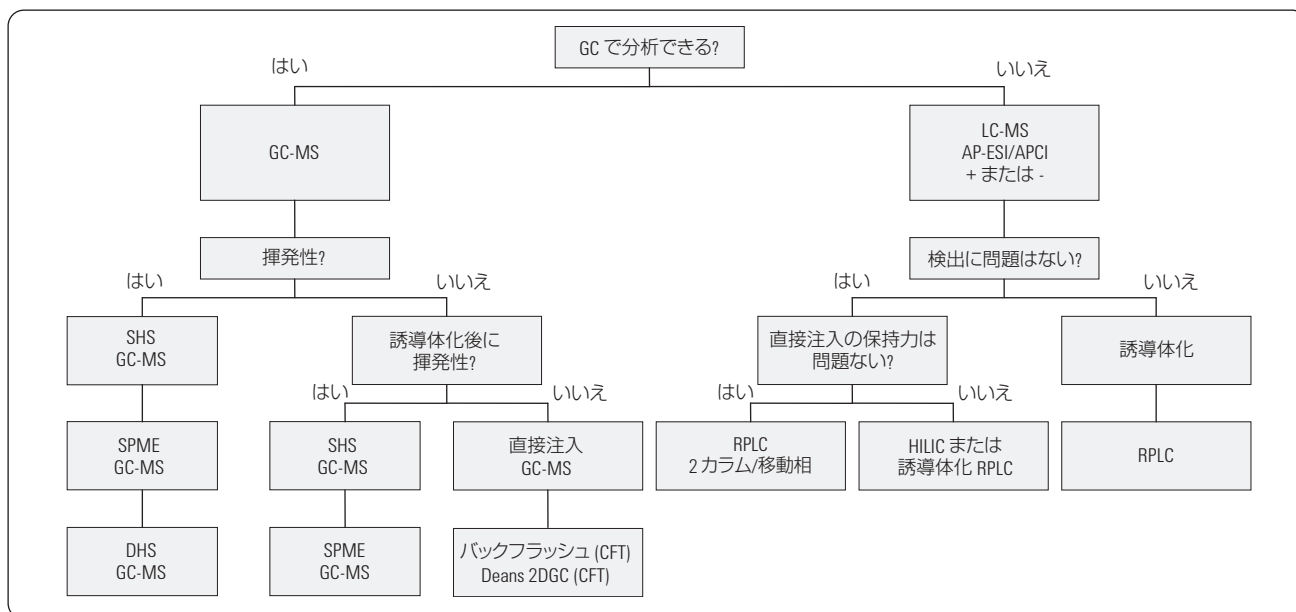 GC で分析できる?
はい
いいえ
GC-MS
LC-MS
AP-ESI/APCI
+ または -
揮発性?
検出に問題はない?
はい
いいえ
はい
いいえ
SHS
GC-MS
誘導体化後に
揮発性?
直接注入の保持力は
問題ない?
誘導体化
はい
いいえ
はい
いいえ
SPME
GC-MS
SHS
GC-MS
直接注入
GC-MS
RPLC
2 カラム/移動相
HILIC または
誘導体化 RPLC
RPLC
DHS
GC-MS
SPME
GC-MS
バックフラッシュ (CFT)
Deans 2DGC (CFT)